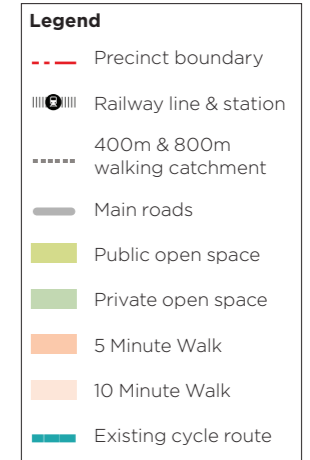 Legend
Precinct boundary
Railway line & station
400m & 800m
walking catchment
Main roads
Public open space
Private open space
5 Minute Walk
10 Minute Walk
Existing cycle route